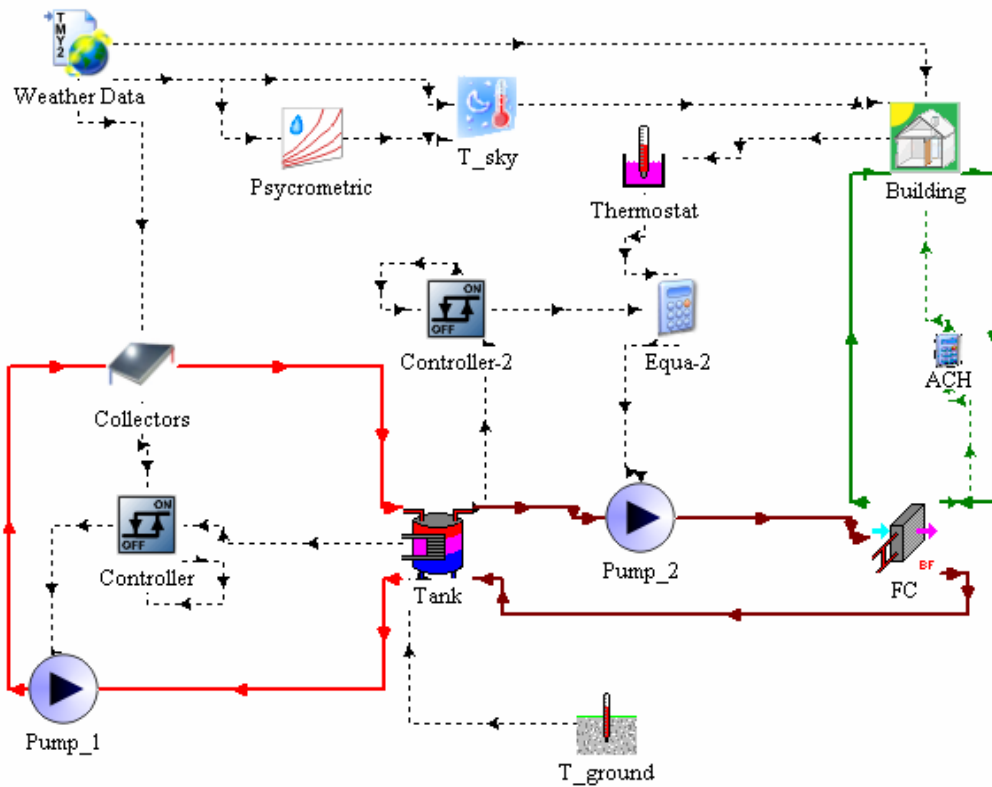 TMY2
Weather Data
Psycrometric
T_sky
Thermostat
Building
ON
OFF
Controller-2
Equa-2
ACH
Collectors
ON
OFF
Controller
Tank
Pump_2
BF
FC
Pump_1
T_ground